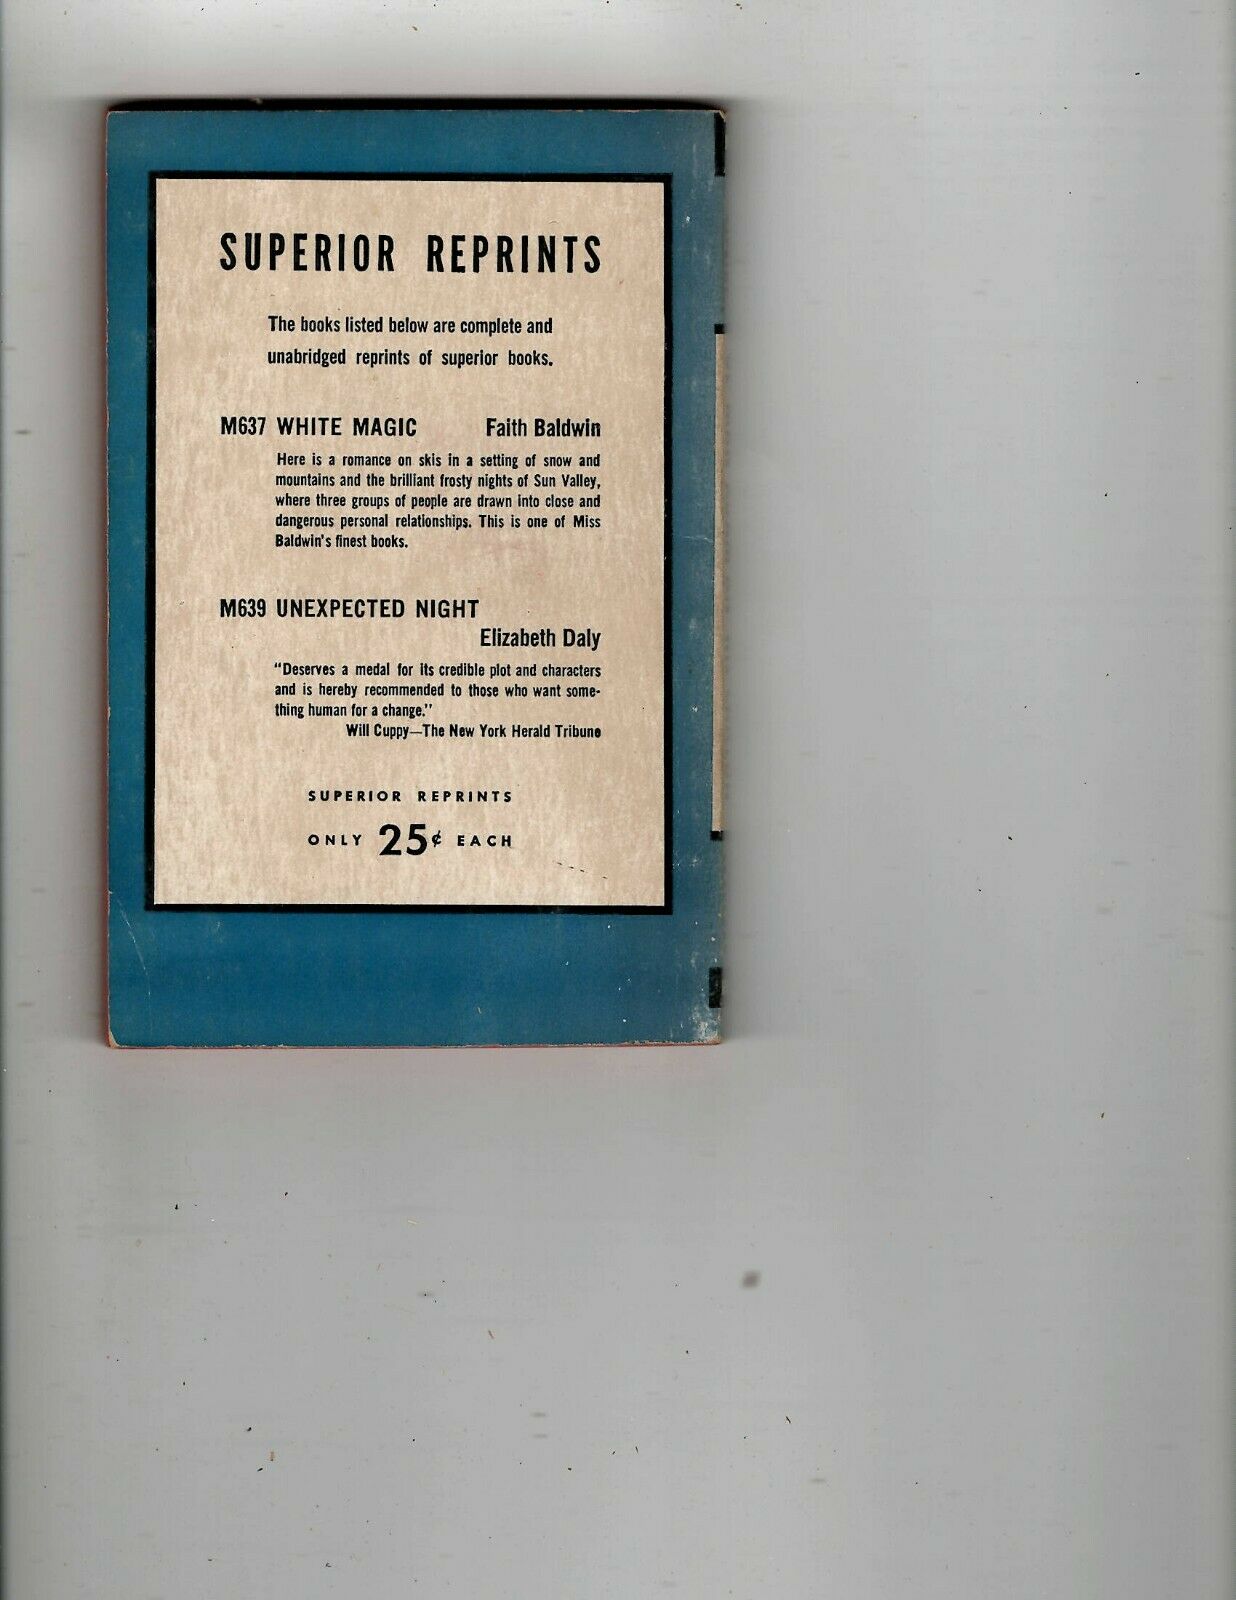 SUPERIOR REPRINTS
The books listed below are complete and
unabridged reprints of superior books.
M637 WHITE MAGIC Faith Baldwin
Here is a romance on skis in a setting of snow and
mountains and the brilliant frosty nights of Sun Valley,
where three groups of people are drawn into close and
dangerous personal relationships. This is one of Miss
Baldwin's finest books.
M639 UNEXPECTED NIGHT
Elizabeth Daly
"Deserves a medal for its credible plot and characters
and is hereby recommended to those who want some-
thing human for a change."
Will Cuppy—The New York Herald Tribune
SUPERIOR REPRINTS
ONLY 25¢ EACH